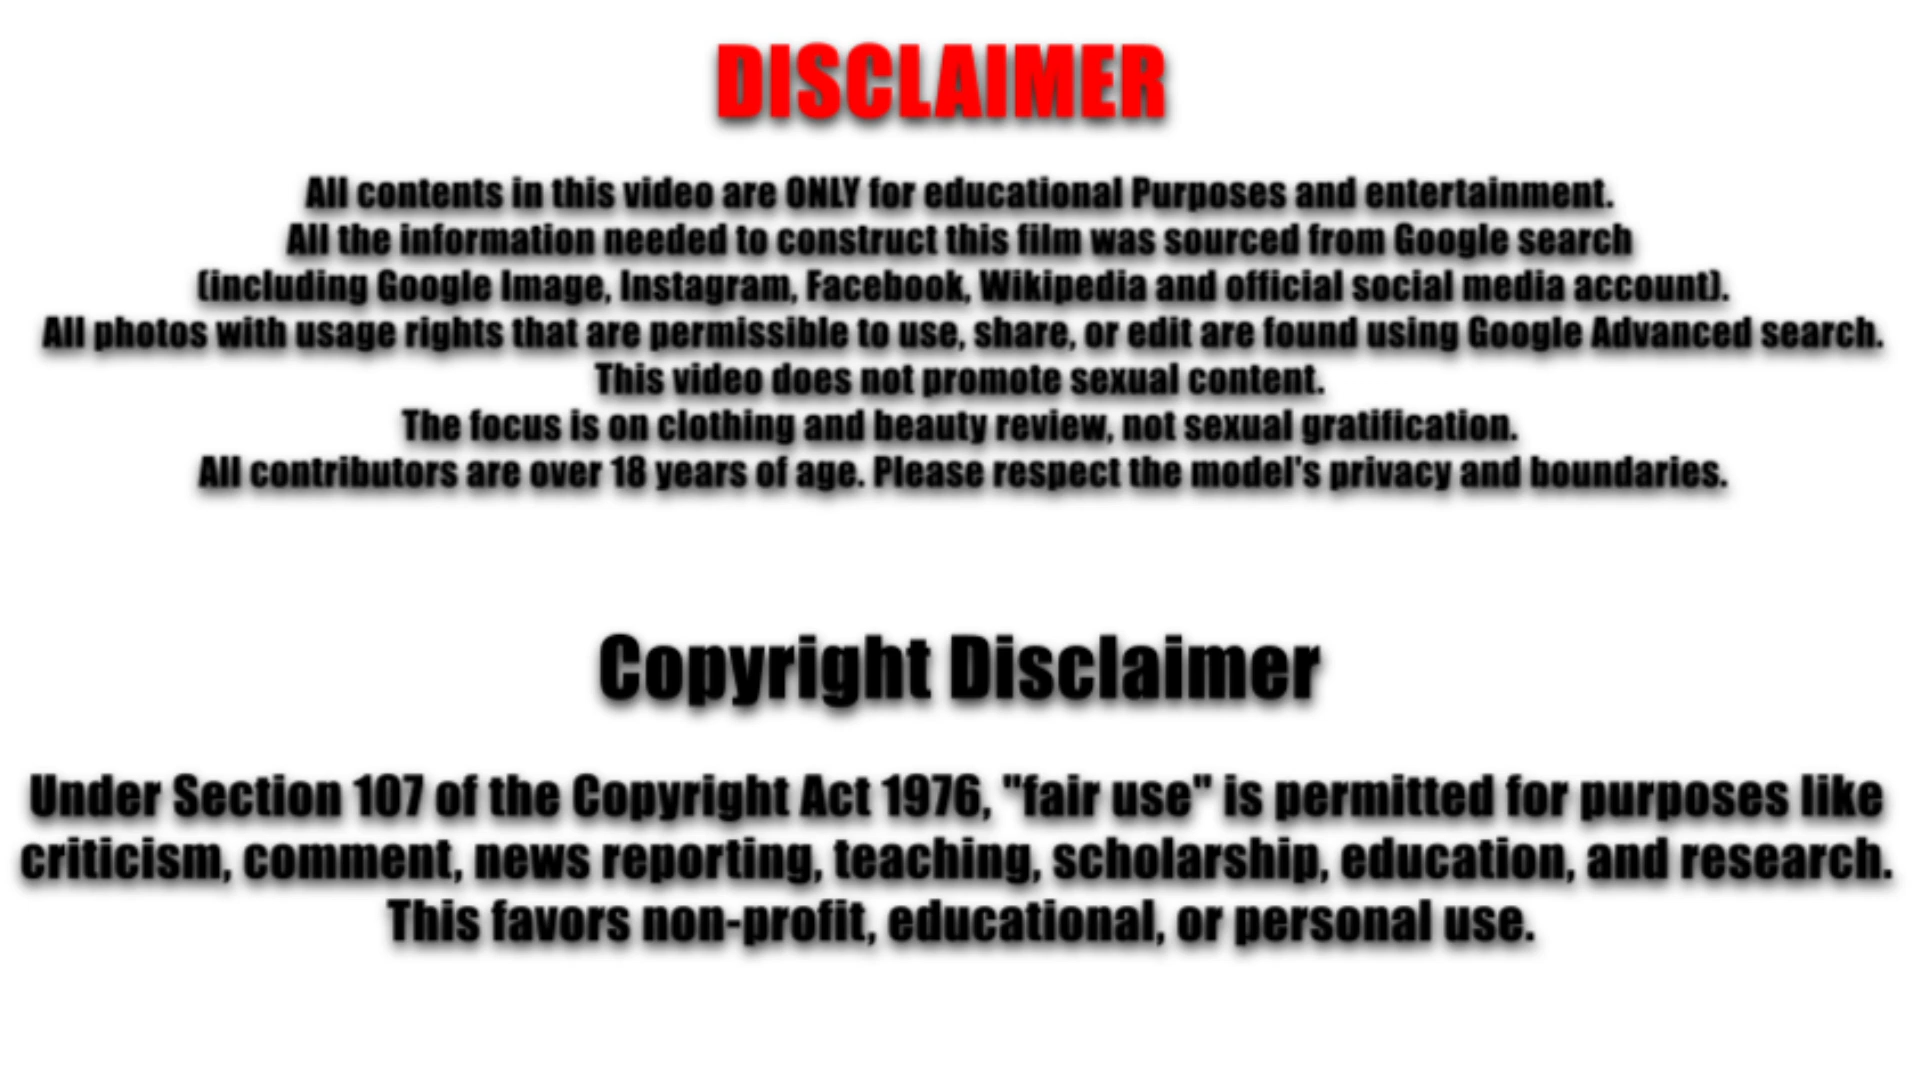 DISCLAIMER
All contents in this video are ONLY for educational Purposes and entertainment.
All the information needed to construct this film was sourced from Google search
(including Google Image, Instagram, Facebook, Wikipedia and official social media account).
All photos with usage rights that are permissible to use, share, or edit are found using Google Advanced search.
This video does not promote sexual content.
The focus is on clothing and beauty review, not sexual gratification.
All contributors are over 18 years of age. Please respect the model's privacy and boundaries.
Copyright Disclaimer
Under Section 107 of the Copyright Act 1976, "fair use" is permitted for purposes like
criticism, comment, news reporting, teaching, scholarship, education, and research.
This favors non-profit, educational, or personal use.